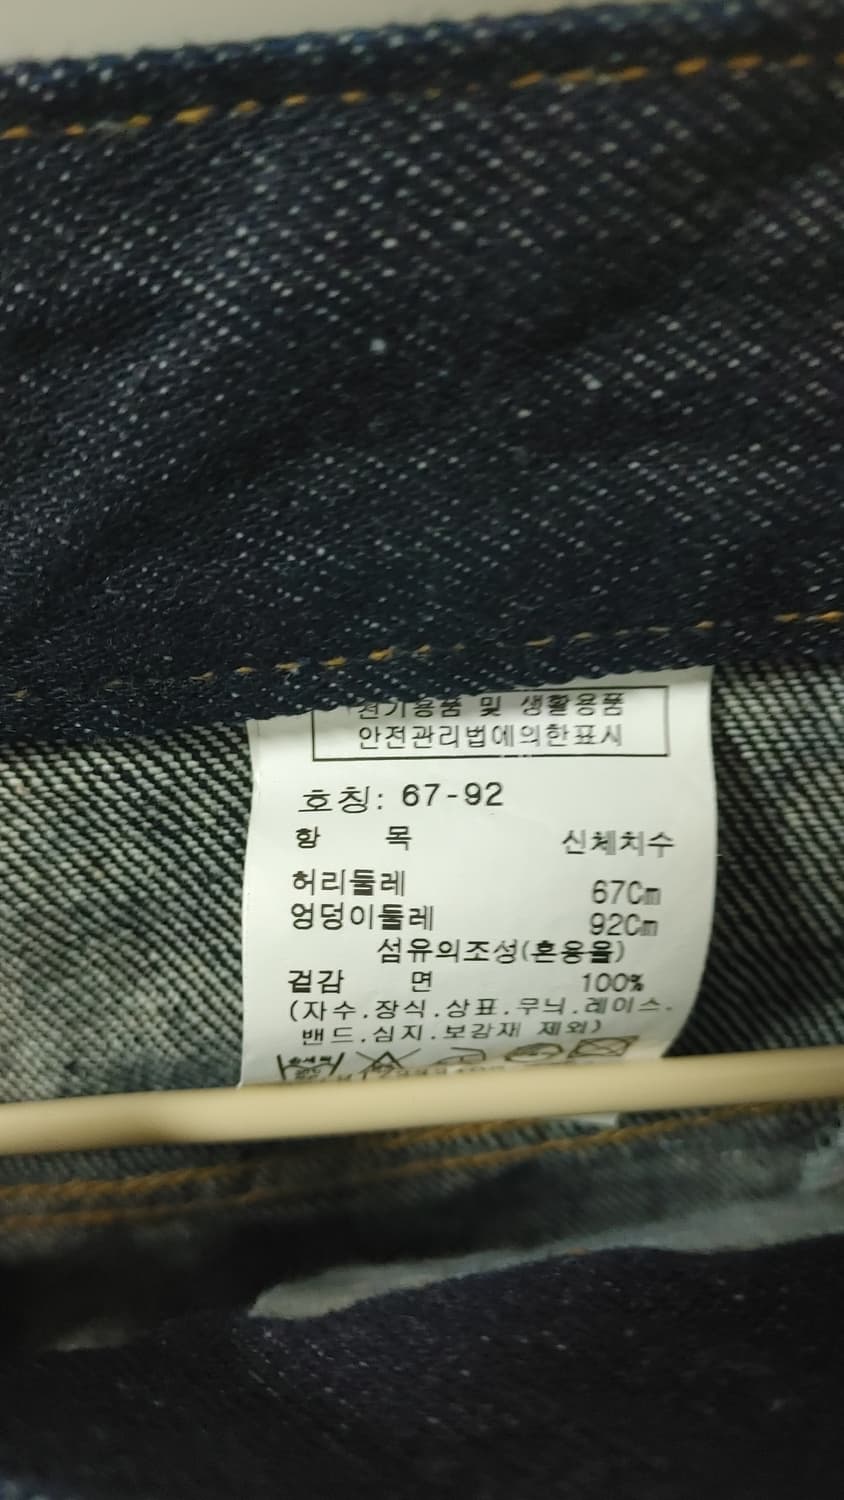 전기용품 및 생활용품
안전관리법에의한표시
호칭: 67-92
항 목 신체치수
허리둘레 67Cm
엉덩이둘레 92Cm
섬유의조성(혼용율)
겉감 면 100%
(자수.장식.상표.무늬.레이스.
밴드.심지.보강재 제외)